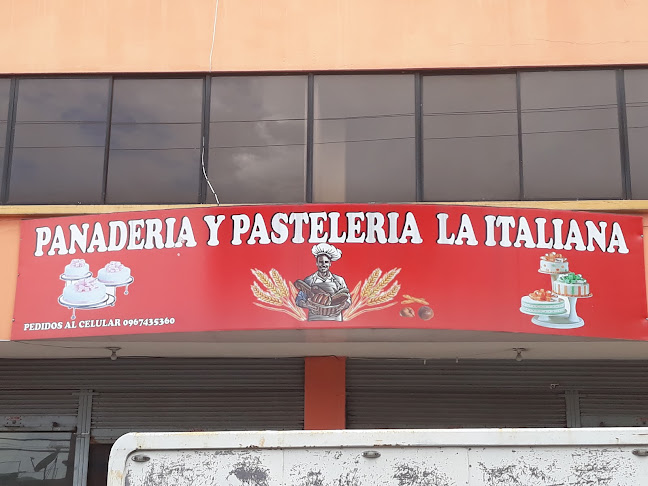 PANADERIA Y PASTELERIA LA ITALIANA
PEDIDOS AL CELULAR 0967435360